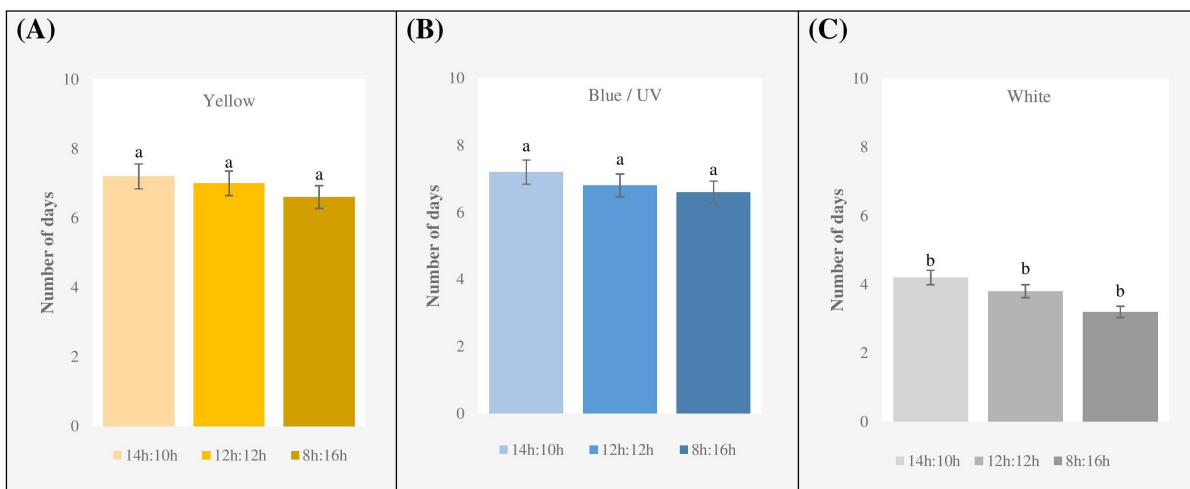 (A)
Yellow
Number of days
10
8
6
4
2
0
a
a
a
14h:10h 12h:12h 8h:16h
(B)
Blue / UV
Number of days
10
8
6
4
2
0
a
a
a
14h:10h 12h:12h 8h:16h
(C)
White
Number of days
10
8
6
4
2
0
b
b
b
14h:10h 12h:12h 8h:16h